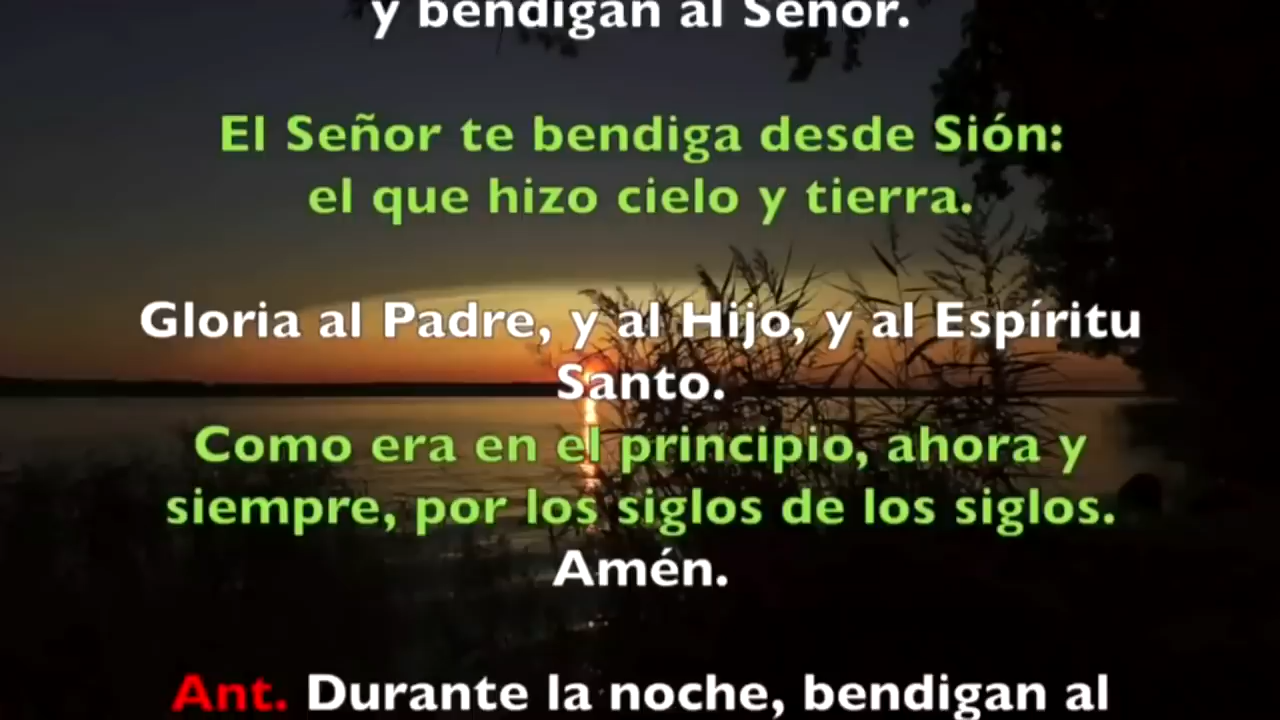 y bendigan al Señor.
El Señor te bendiga desde Sión:
el que hizo cielo y tierra.
Gloria al Padre, y al Hijo, y al Espíritu
Santo.
Como era en el principio, ahora y
siempre, por los siglos de los siglos.
Amén.
Ant. Durante la noche, bendigan al